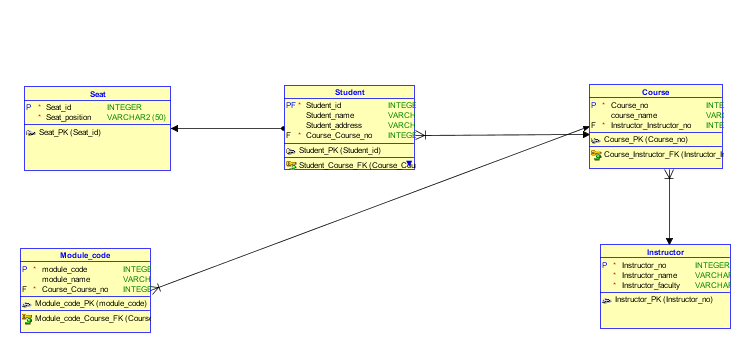 Seat
P * Seat_id INTEGER
* Seat_position VARCHAR2 (50)
Seat_PK (Seat_id)
Student
PF * Student_id INTEGE
Student_name VARCH
Student_address VARCH
F * Course_Course_no INTEGE
Student_PK (Student_id)
Student_Course_FK (Course_Cou
Course
P * Course_no INTE
course_name VARC
F * Instructor_Instructor_no INTE
Course_PK (Course_no)
Course_Instructor_FK (Instructor_I
Module_code
P * module_code INTEGE
module_name VARCH
F * Course_Course_no INTEGE
Module_code_PK (module_code)
Module_code_Course_FK (Cours
Instructor
P * Instructor_no INTEGER
* Instructor_name VARCHA
* Instructor_faculty VARCHA
Instructor_PK (Instructor_no)